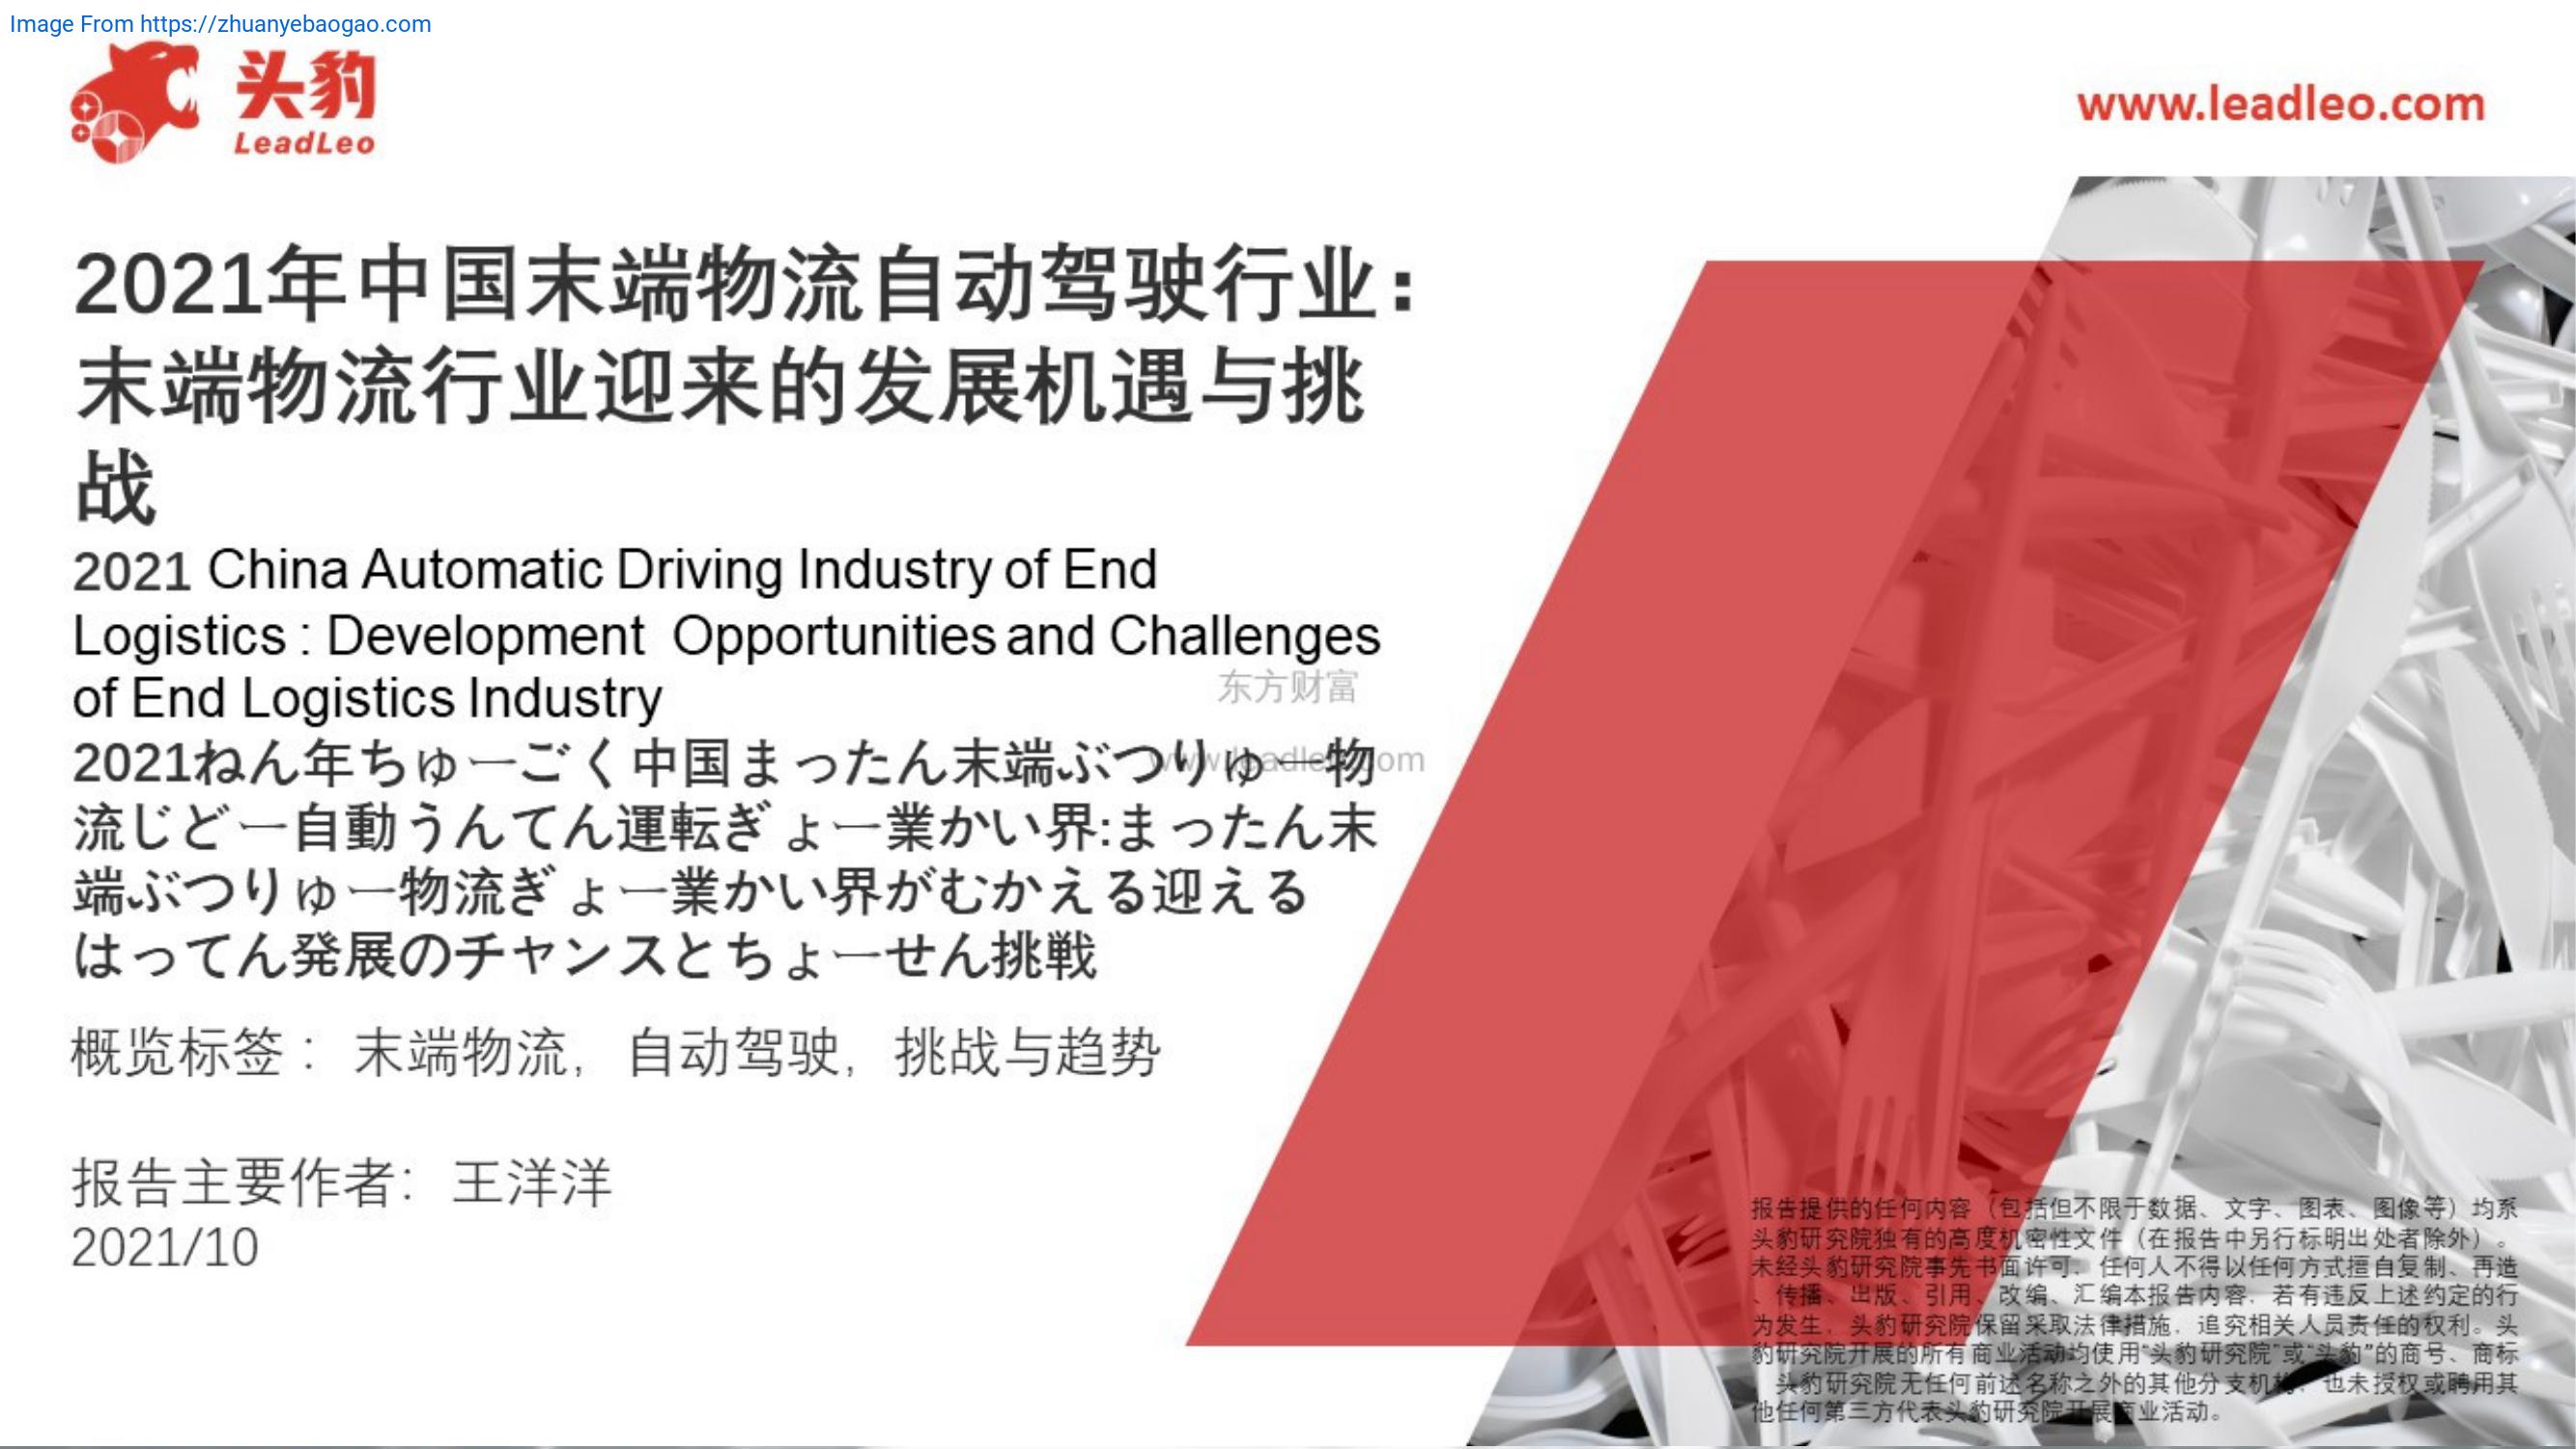 Image From https://zhuanyebaogao.com
头豹
LeadLeo
www.leadleo.com
2021年中国末端物流自动驾驶行业：
末端物流行业迎来的发展机遇与挑
战
2021 China Automatic Driving Industry of End
Logistics : Development Opportunities and Challenges
of End Logistics Industry
东方财富
www.leadleo.com
2021ねん年ちゅーごく中国まったん末端ぶつりゅー物
流じどー自動うんてん運転ぎょー業かい界:まったん末
端ぶつりゅー物流ぎょー業かい界がむかえる迎える
はってん発展のチャンスとちょーせん挑戦
概览标签：末端物流，自动驾驶，挑战与趋势
报告主要作者：王洋洋
2021/10
报告提供的任何内容（包括但不限于数据、文字、图表、图像等）均系
头豹研究院独有的高度机密性文件（在报告中另行标明出处者除外）。
未经头豹研究院事先书面许可，任何人不得以任何方式擅自复制、再造
、传播、出版、引用、改编、汇编本报告内容，若有违反上述约定的行
为发生，头豹研究院保留采取法律措施，追究相关人员责任的权利。头
豹研究院开展的所有商业活动均使用“头豹研究院”或“头豹”的商号、商标
，头豹研究院无任何前述名称之外的其他分支机构，也未授权或聘用其
他任何第三方代表头豹研究院开展商业活动。